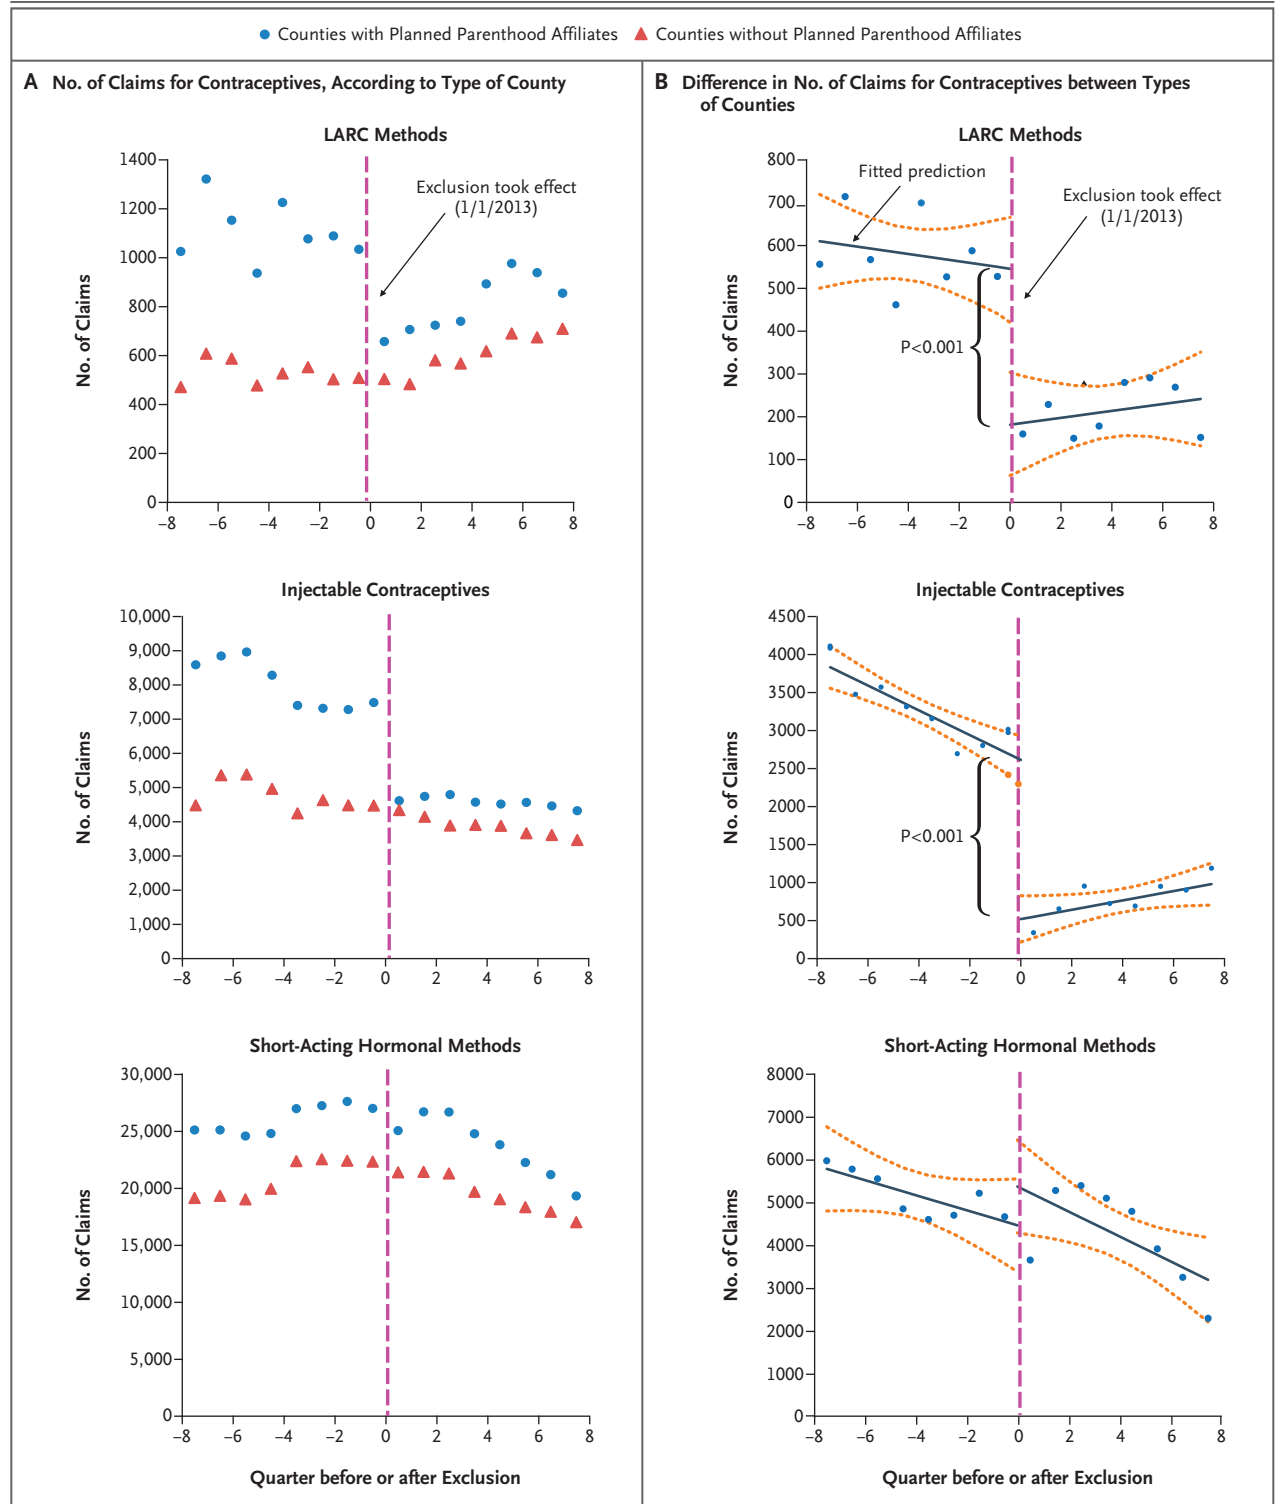 Counties with Planned Parenthood Affiliates Counties without Planned Parenthood Affiliates
A No. of Claims for Contraceptives, According to Type of County
LARC Methods
No. of Claims
1400
1200
1000
800
600
400
200
0
Exclusion took effect
(1/1/2013)
–8 –6 –4 –2 0 2 4 6 8
Injectable Contraceptives
No. of Claims
10,000
9,000
8,000
7,000
6,000
5,000
4,000
3,000
2,000
1,000
0
–8 –6 –4 –2 0 2 4 6 8
Short-Acting Hormonal Methods
No. of Claims
30,000
25,000
20,000
15,000
10,000
5,000
0
–8 –6 –4 –2 0 2 4 6 8
Quarter before or after Exclusion
B Difference in No. of Claims for Contraceptives between Types
of Counties
LARC Methods
No. of Claims
800
700
600
500
400
300
200
100
0
Fitted prediction
Exclusion took effect
(1/1/2013)
P<0.001
–8 –6 –4 –2 0 2 4 6 8
Injectable Contraceptives
No. of Claims
4500
4000
3500
3000
2500
2000
1500
1000
500
0
P<0.001
–8 –6 –4 –2 0 2 4 6 8
Short-Acting Hormonal Methods
No. of Claims
8000
7000
6000
5000
4000
3000
2000
1000
0
–8 –6 –4 –2 0 2 4 6 8
Quarter before or after Exclusion